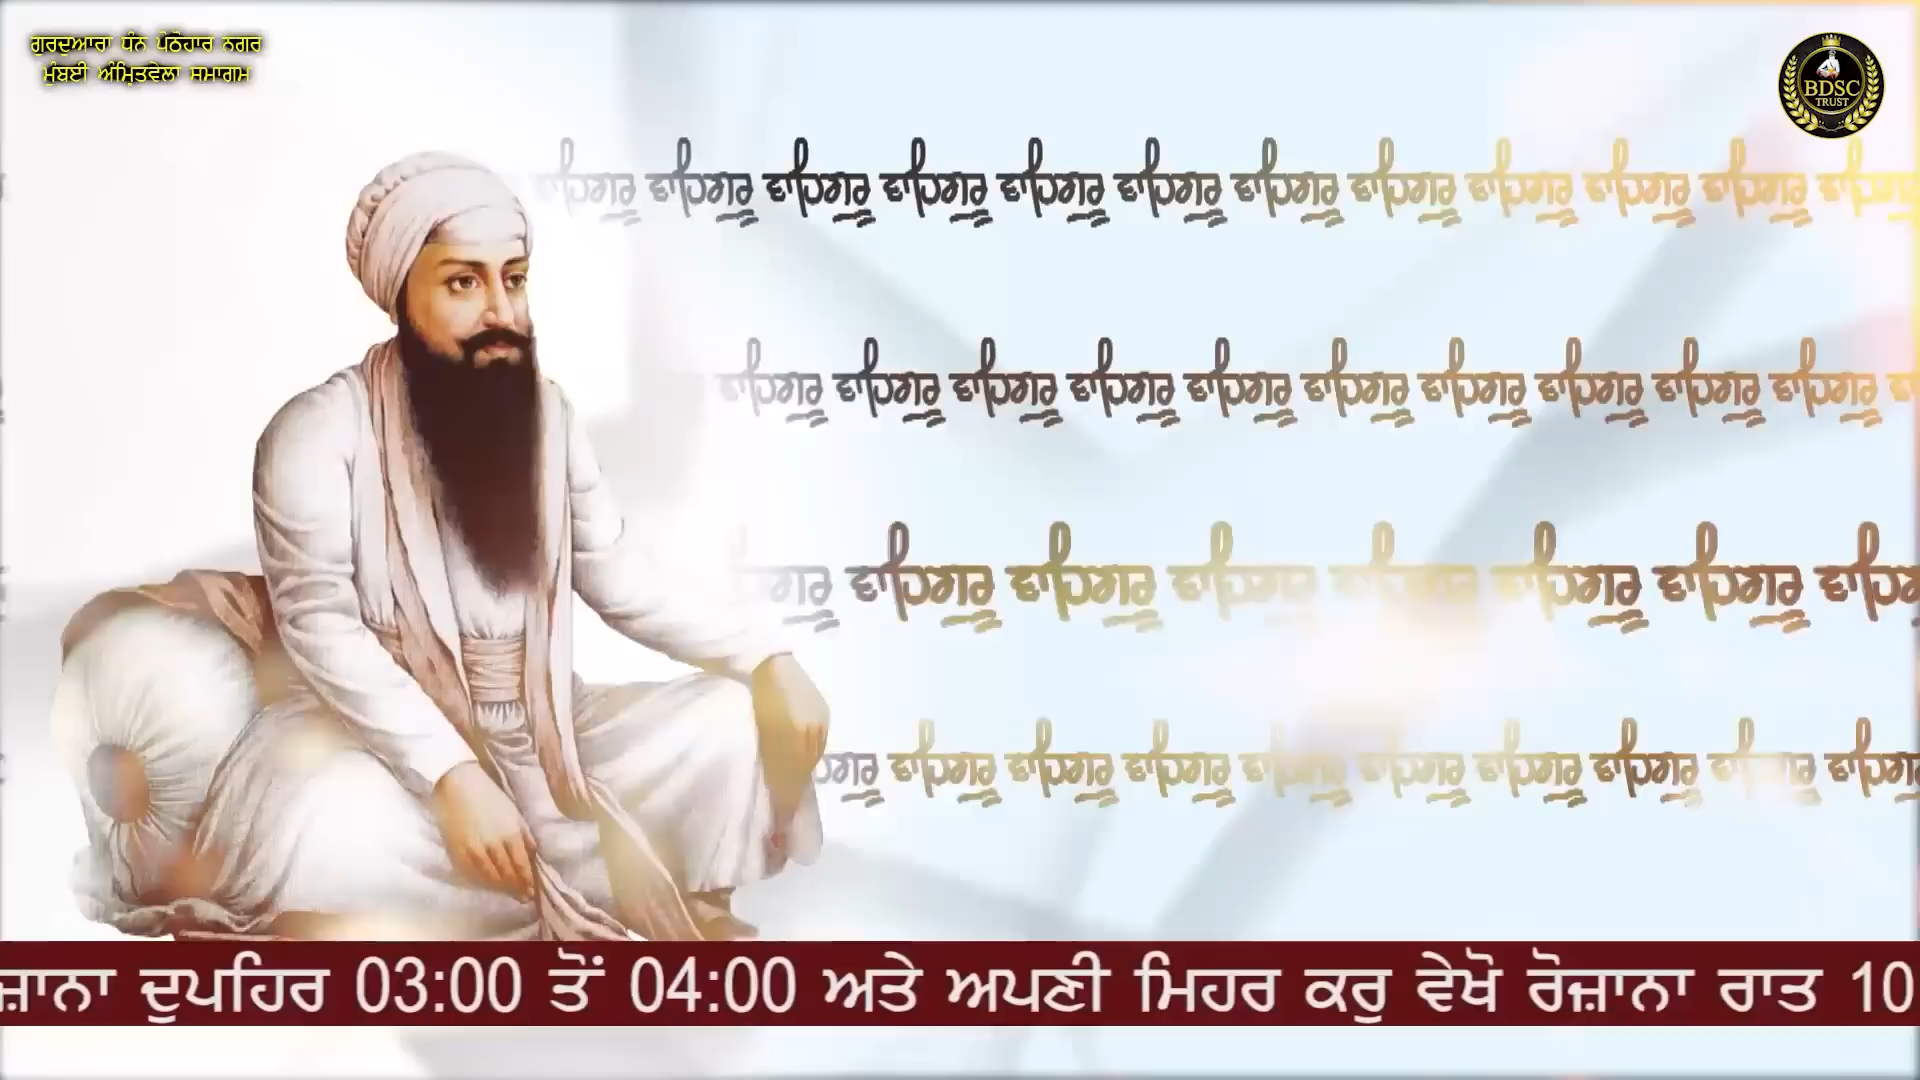 ਗੁਰਦੁਆਰਾ ਧੰਨ ਪੋਠੋਹਾਰ ਨਗਰ
ਮੁੰਬਈ ਅੰਮ੍ਰਿਤਵੇਲਾ ਸਮਾਗਮ
BDSC
TRUST
ਵਾਹਿਗੁਰੂ ਵਾਹਿਗੁਰੂ ਵਾਹਿਗੁਰੂ ਵਾਹਿਗੁਰੂ ਵਾਹਿਗੁਰੂ ਵਾਹਿਗੁਰੂ ਵਾਹਿਗੁਰੂ ਵਾਹਿਗੁਰੂ ਵਾਹਿਗੁਰੂ ਵਾਹਿਗੁਰੂ ਵਾਹਿਗੁਰੂ
ਵਾਹਿਗੁਰੂ ਵਾਹਿਗੁਰੂ ਵਾਹਿਗੁਰੂ ਵਾਹਿਗੁਰੂ ਵਾਹਿਗੁਰੂ ਵਾਹਿਗੁਰੂ ਵਾਹਿਗੁਰੂ ਵਾਹਿਗੁਰੂ ਵਾਹਿਗੁਰੂ ਵਾਹਿਗੁਰੂ
ਵਾਹਿਗੁਰੂ ਵਾਹਿਗੁਰੂ ਵਾਹਿਗੁਰੂ ਵਾਹਿਗੁਰੂ ਵਾਹਿਗੁਰੂ ਵਾਹਿਗੁਰੂ
ਵਾਹਿਗੁਰੂ ਵਾਹਿਗੁਰੂ ਵਾਹਿਗੁਰੂ ਵਾਹਿਗੁਰੂ ਵਾਹਿਗੁਰੂ ਵਾਹਿਗੁਰੂ ਵਾਹਿਗੁਰੂ ਵਾਹਿਗੁਰੂ
ਜ਼ਾਨਾ ਦੁਪਹਿਰ 03:00 ਤੋਂ 04:00 ਅਤੇ ਅਪਣੀ ਮਿਹਰ ਕਰੁ ਵੇਖੋ ਰੋਜ਼ਾਨਾ ਰਾਤ 10